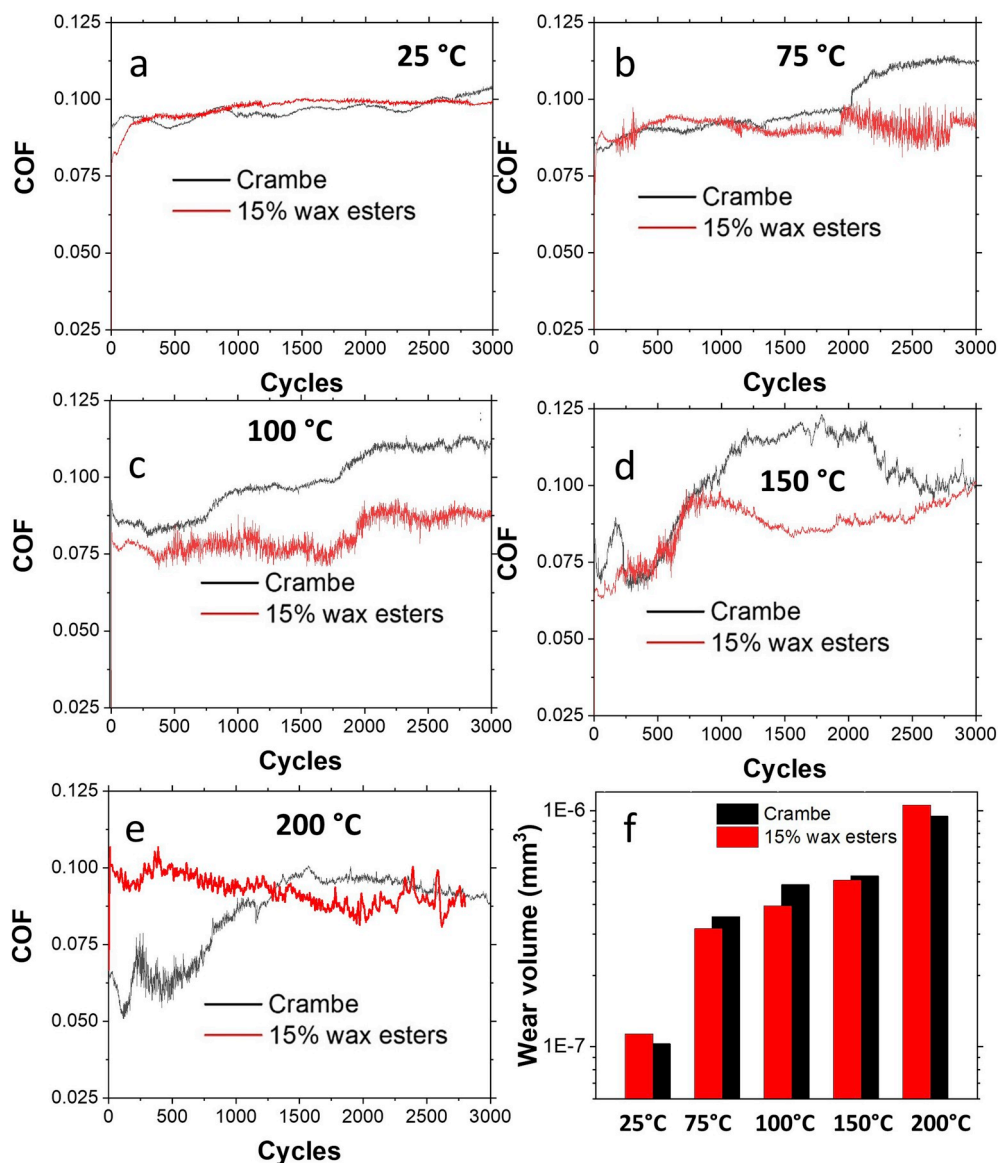 0.125
a
25 °C
0.100
COF
0.075
Crambe
15% wax esters
0.050
0.025
0 500 1000 1500 2000 2500 3000
Cycles
0.125
b
75 °C
0.100
COF
0.075
Crambe
15% wax esters
0.050
0.025
0 500 1000 1500 2000 2500 3000
Cycles
0.125
100 °C
c
0.100
COF
0.075
Crambe
15% wax esters
0.050
0.025
0 500 1000 1500 2000 2500 3000
Cycles
0.125
d
150 °C
0.100
COF
0.075
Crambe
15% wax esters
0.050
0.025
0 500 1000 1500 2000 2500 3000
Cycles
0.125
e
200 °C
0.100
COF
0.075
Crambe
15% wax esters
0.050
0.025
0 500 1000 1500 2000 2500 3000
Cycles
f
Crambe
15% wax esters
1E-6
Wear volume (mm³)
1E-7
25°C 75°C 100°C 150°C 200°C